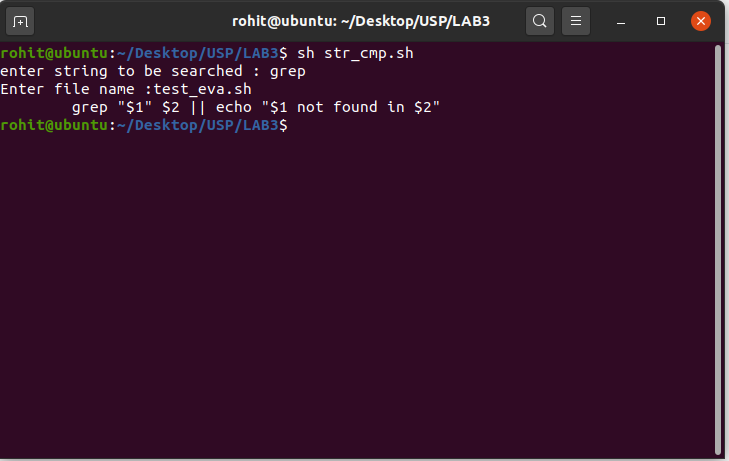 rohit@ubuntu: ~/Desktop/USP/LAB3
rohit@ubuntu:~/Desktop/USP/LAB3$ sh str_cmp.sh
enter string to be searched : grep
Enter file name :test_eva.sh
        grep "$1" $2 || echo "$1 not found in $2"
rohit@ubuntu:~/Desktop/USP/LAB3$